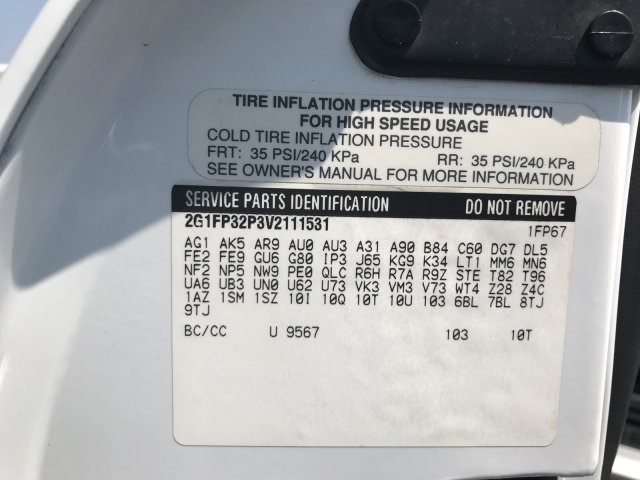 TIRE INFLATION PRESSURE INFORMATION
FOR HIGH SPEED USAGE
COLD TIRE INFLATION PRESSURE
FRT: 35 PSI/240 KPa RR: 35 PSI/240 KPa
SEE OWNER'S MANUAL FOR MORE INFORMATION
SERVICE PARTS IDENTIFICATION DO NOT REMOVE
2G1FP32P3V2111531 1FP67
AG1 AK5 AR9 AU0 AU3 A31 A90 B84 C60 DG7 DL5
FE2 FE9 GU6 G80 IP3 J65 KG9 K34 LT1 MM6 MN6
NF2 NP5 NW9 PE0 QLC R6H R7A R9Z STE T82 T96
UA6 UB3 UN0 U62 U73 VK3 VM3 V73 WT4 Z28 Z4C
1AZ 1SM 1SZ 10I 10Q 10T 10U 103 6BL 7BL 8TJ
9TJ
BC/CC U 9567 103 10T